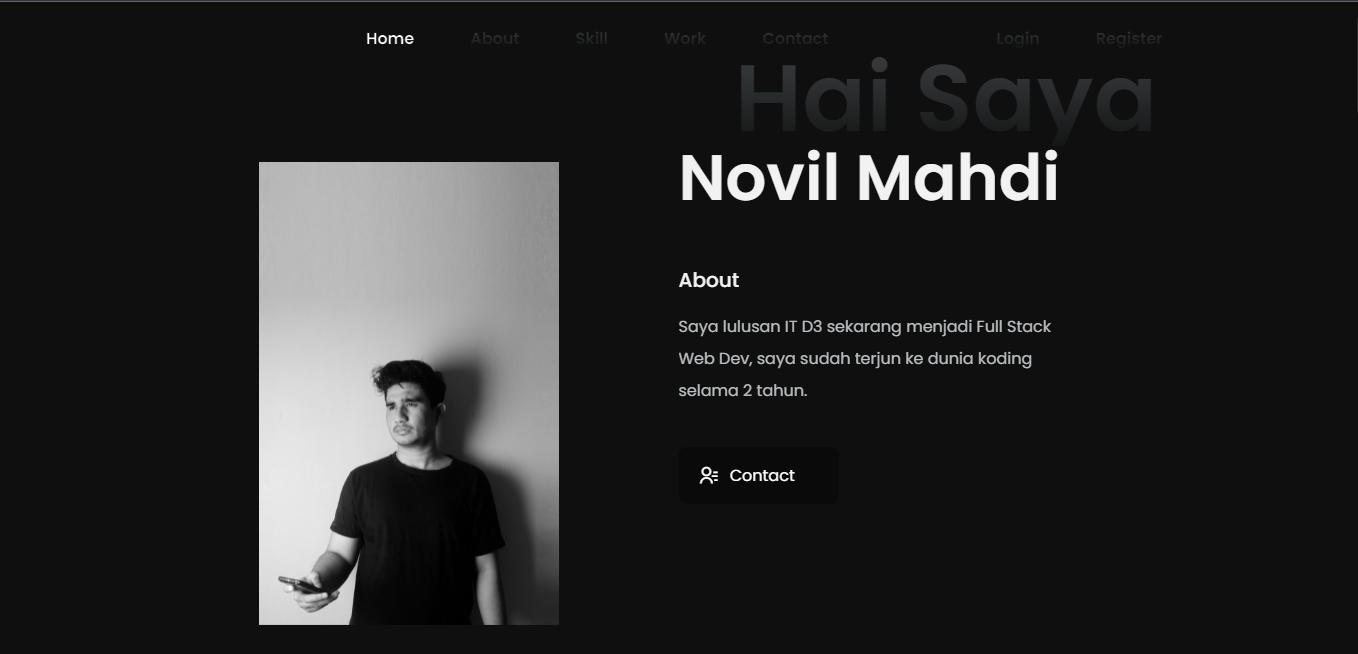 Home About Skill Work Contact Login Register
Hai Saya
Novil Mahdi
About
Saya lulusan IT D3 sekarang menjadi Full Stack
Web Dev, saya sudah terjun ke dunia koding
selama 2 tahun.
Contact